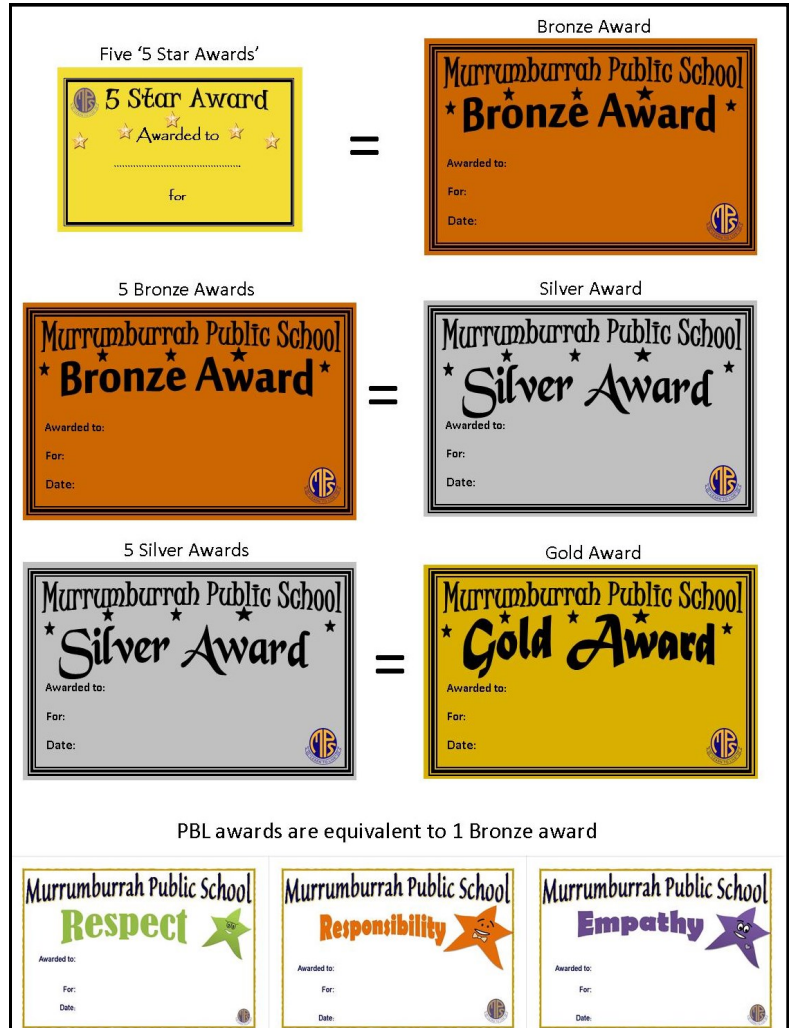 Bronze Award
Five '5 Star Awards'
5 Star Award
Awarded to
........................................
for
=
Murrumburrah Public School
Bronze Award
Awarded to:
For:
Date:
MPS
5 Bronze Awards
Murrumburrah Public School
Bronze Award
Awarded to:
For:
Date:
MPS
=
Silver Award
Murrumburrah Public School
Silver Award
Awarded to:
For:
Date:
MPS
5 Silver Awards
Murrumburrah Public School
Silver Award
Awarded to:
For:
Date:
MPS
=
Gold Award
Murrumburrah Public School
Gold Award
Awarded to:
For:
Date:
MPS
PBL awards are equivalent to 1 Bronze award
Murrumburrah Public School
Respect
Awarded to:
For:
Date:
Murrumburrah Public School
Responsibility
Awarded to:
For:
Date:
Murrumburrah Public School
Empathy
Awarded to:
For:
Date: